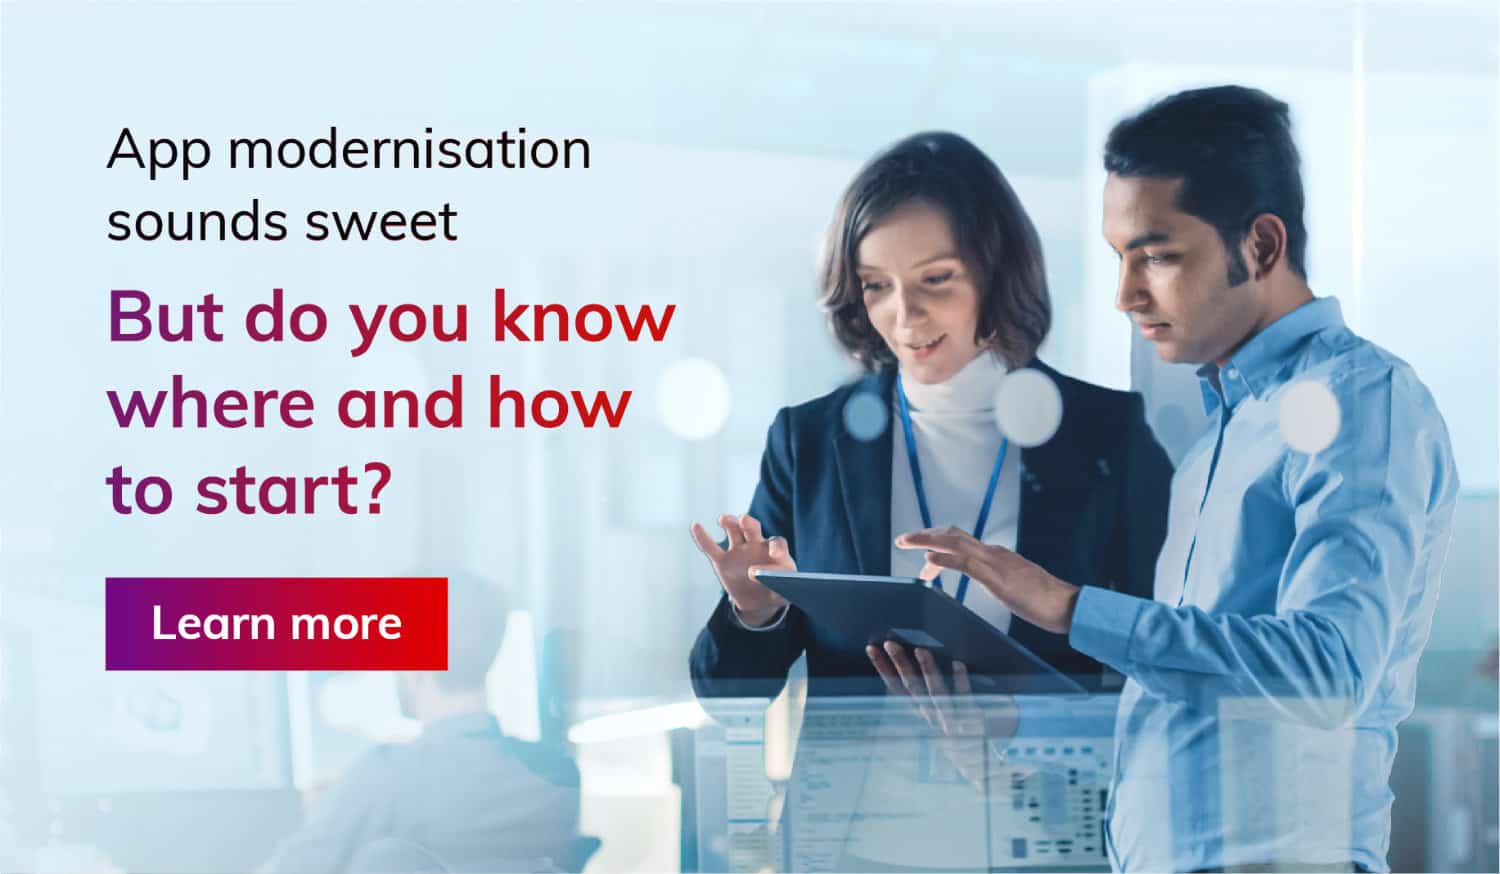 App modernisation
sounds sweet
But do you know
where and how
to start?
Learn more